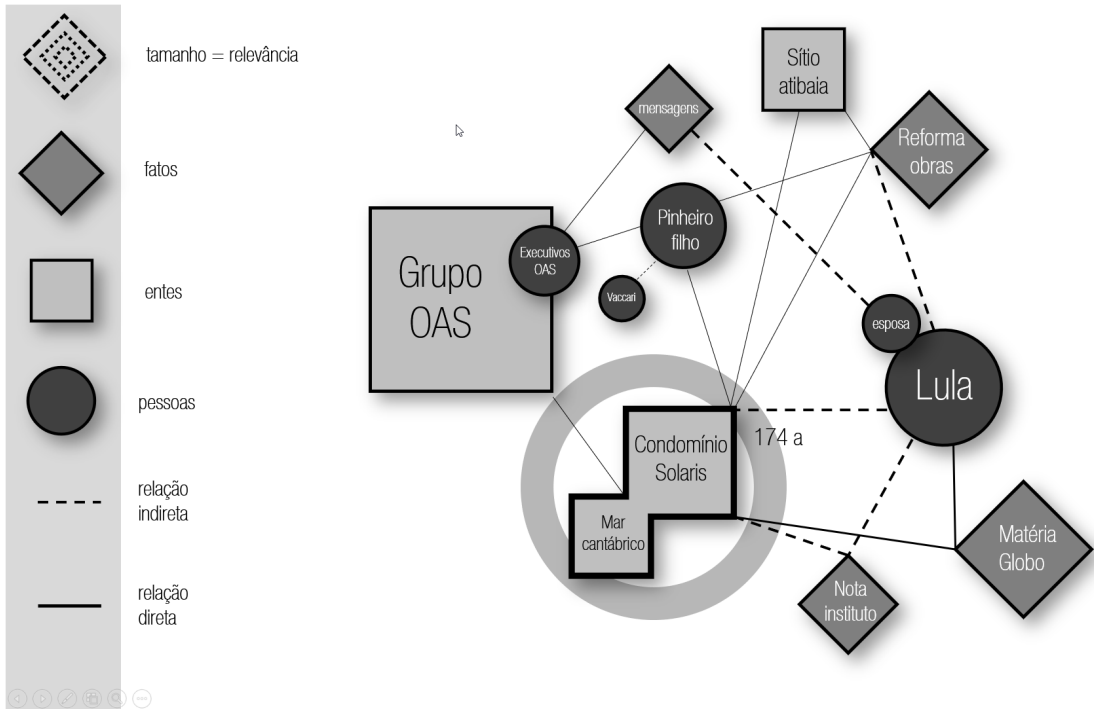 tamanho = relevância
fatos
entes
pessoas
relação
indireta
relação
direta
Sítio
atibaia
mensagens
Reforma
obras
Pinheiro
filho
Executivos
OAS
Grupo
OAS
Vaccari
esposa
Lula
174 a
Condomínio
Solaris
Mar
cantábrico
Matéria
Globo
Nota
instituto